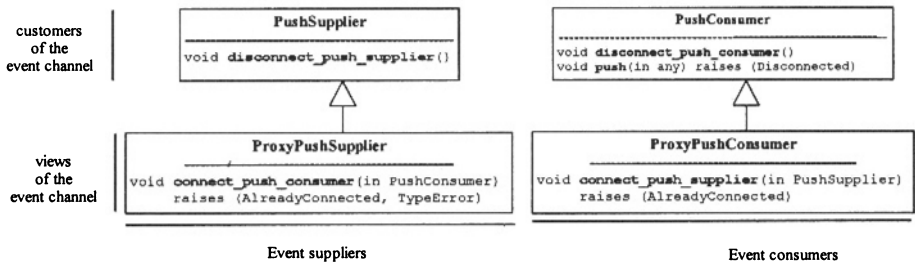 customers
of the
event channel
PushSupplier
void disconnect_push_supplier()
PushConsumer
void disconnect_push_consumer()
void push(in any) raises (Disconnected)
views
of the
event channel
ProxyPushSupplier
void connect_push_consumer(in PushConsumer)
raises (AlreadyConnected, TypeError)
ProxyPushConsumer
void connect_push_supplier(in PushSupplier)
raises (AlreadyConnected)
Event suppliers
Event consumers